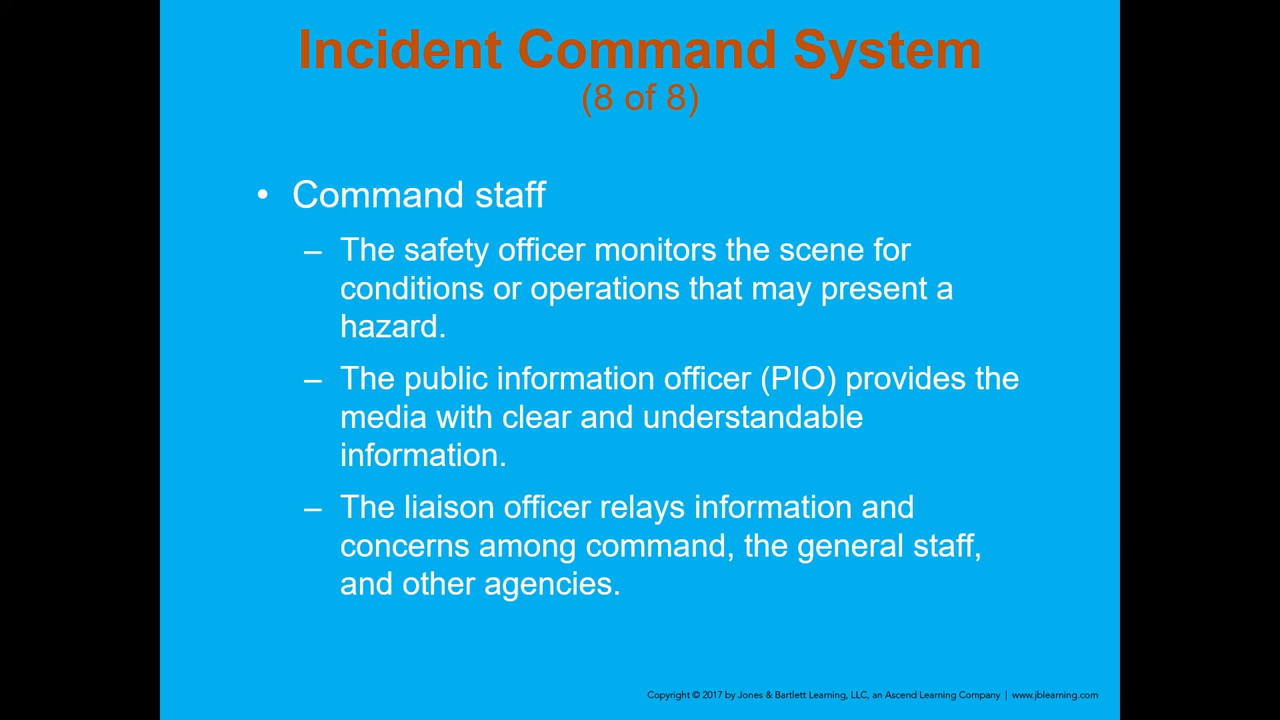 Incident Command System
(8 of 8)
• Command staff
– The safety officer monitors the scene for
conditions or operations that may present a
hazard.
– The public information officer (PIO) provides the
media with clear and understandable
information.
– The liaison officer relays information and
concerns among command, the general staff,
and other agencies.
Copyright © 2017 by Jones & Bartlett Learning, LLC, an Ascend Learning Company | www.jblearning.com